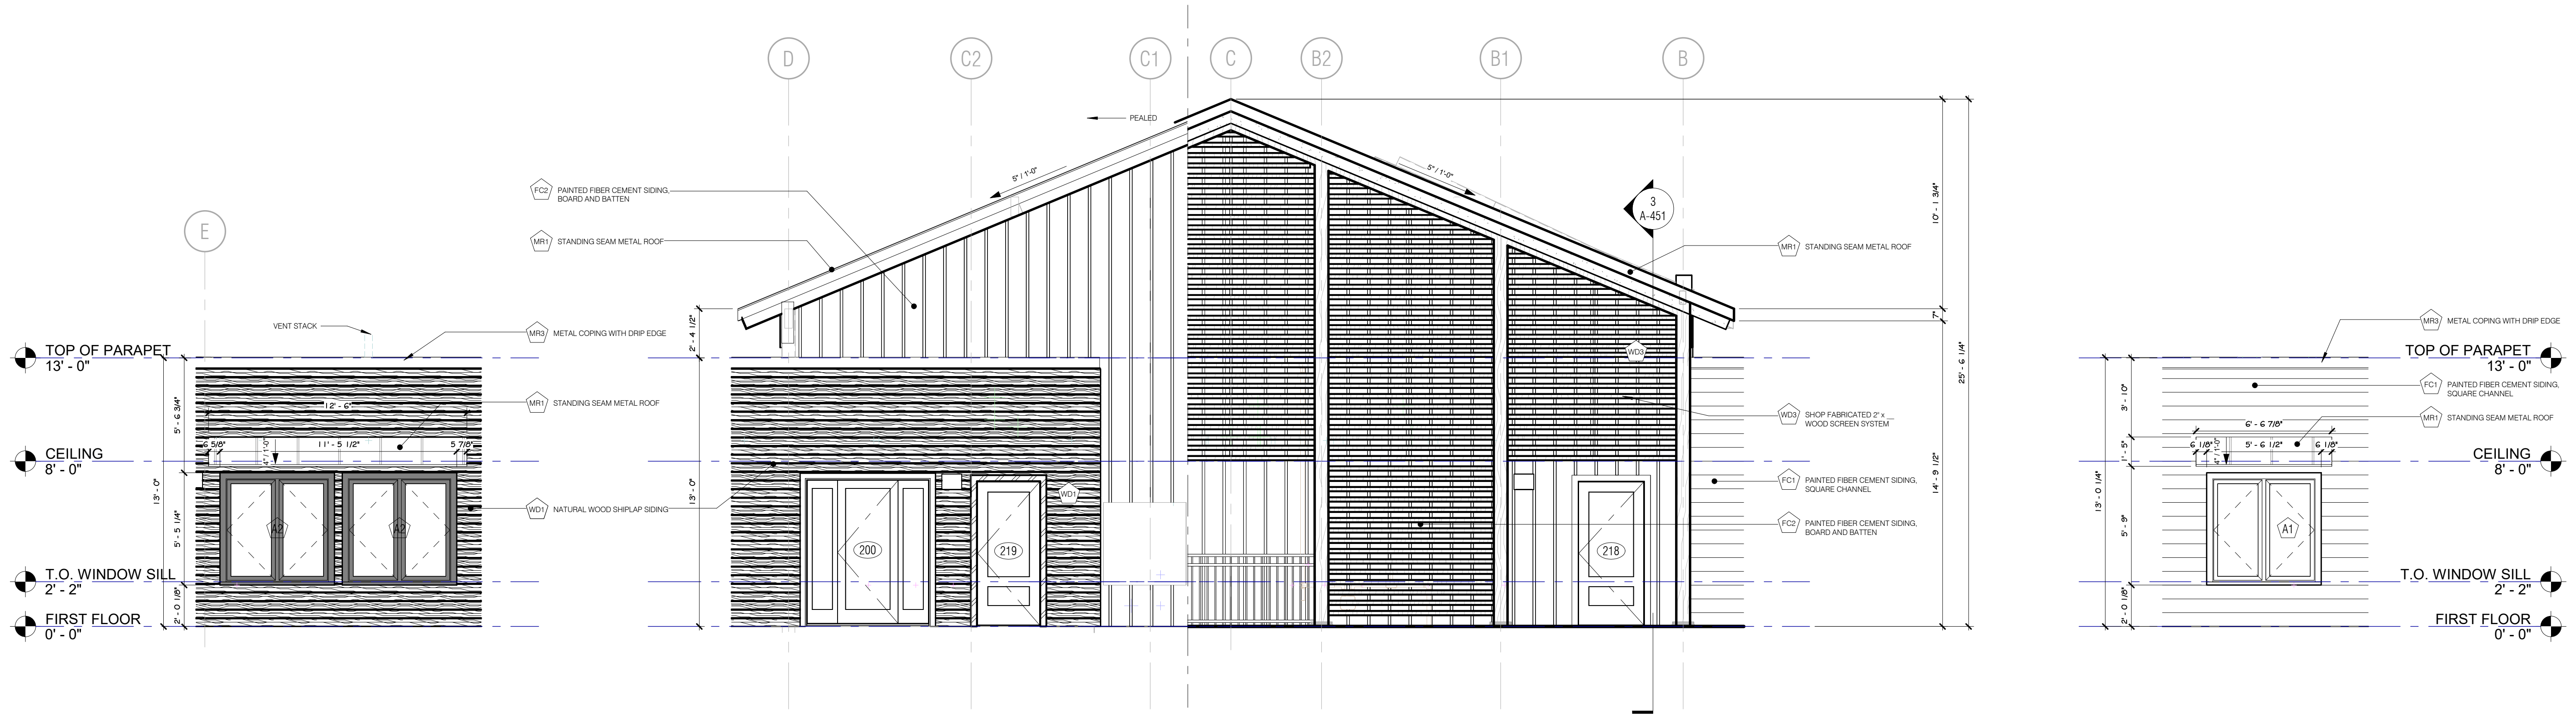 D
C2
C1
C
B2
B1
B
E
PEALED
5" / 1'-0"
5" / 1'-0"
3
A-451
FC2
PAINTED FIBER CEMENT SIDING,
BOARD AND BATTEN
MR1
STANDING SEAM METAL ROOF
MR1
STANDING SEAM METAL ROOF
10' - 1 3/4"
7"
25' - 6 1/4"
14' - 9 1/2"
VENT STACK
MR3
METAL COPING WITH DRIP EDGE
2' - 4 1/2"
13' - 0"
TOP OF PARAPET
13' - 0"
CEILING
8' - 0"
T.O. WINDOW SILL
2' - 2"
FIRST FLOOR
0' - 0"
13' - 0"
5' - 6 3/4"
5' - 5 1/4"
2' - 0 1/8"
12' - 6"
6 5/8"
4" / 1'-0"
11' - 5 1/2"
5 7/8"
A2
A2
MR1
STANDING SEAM METAL ROOF
WD1
NATURAL WOOD SHIPLAP SIDING
200
219
WD1
218
WD3
WD3
SHOP FABRICATED 2" x __
WOOD SCREEN SYSTEM
FC1
PAINTED FIBER CEMENT SIDING,
SQUARE CHANNEL
FC2
PAINTED FIBER CEMENT SIDING,
BOARD AND BATTEN
MR3
METAL COPING WITH DRIP EDGE
TOP OF PARAPET
13' - 0"
FC1
PAINTED FIBER CEMENT SIDING,
SQUARE CHANNEL
MR1
STANDING SEAM METAL ROOF
CEILING
8' - 0"
T.O. WINDOW SILL
2' - 2"
FIRST FLOOR
0' - 0"
13' - 0 1/4"
3' - 10"
1' - 5"
5' - 9"
2' - 0 1/8"
6' - 6 7/8"
6 1/8"
4" / 1'-0"
5' - 6 1/2"
6 1/8"
A1